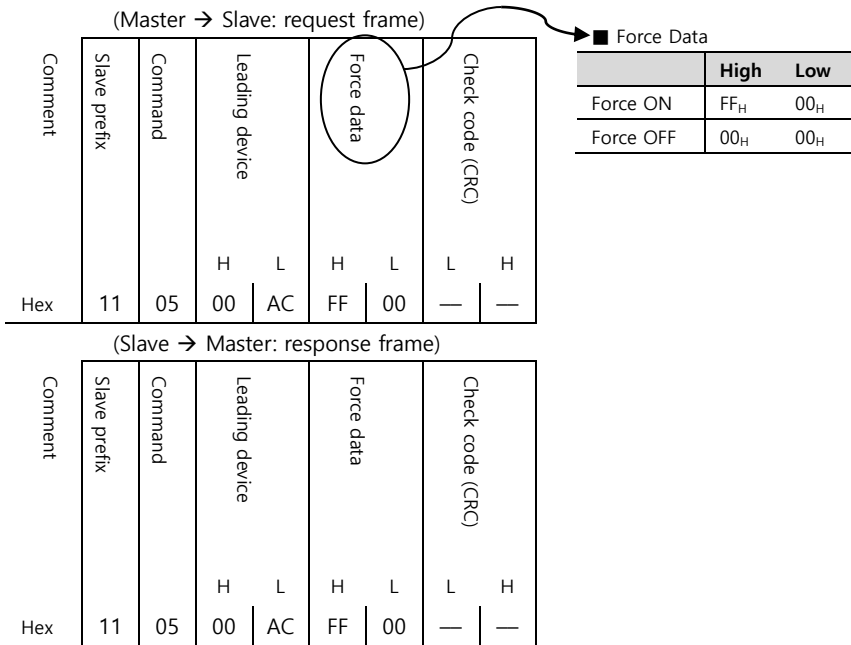 (Master → Slave: request frame)
■ Force Data
High Low
Force ON FFH 00H
Force OFF 00H 00H
Comment
Slave prefix
Command
Leading device
Force data
Check code (CRC)
H L H L L H
Hex 11 05 00 AC FF 00 — —
(Slave → Master: response frame)
Comment
Slave prefix
Command
Leading device
Force data
Check code (CRC)
H L H L L H
Hex 11 05 00 AC FF 00 — —